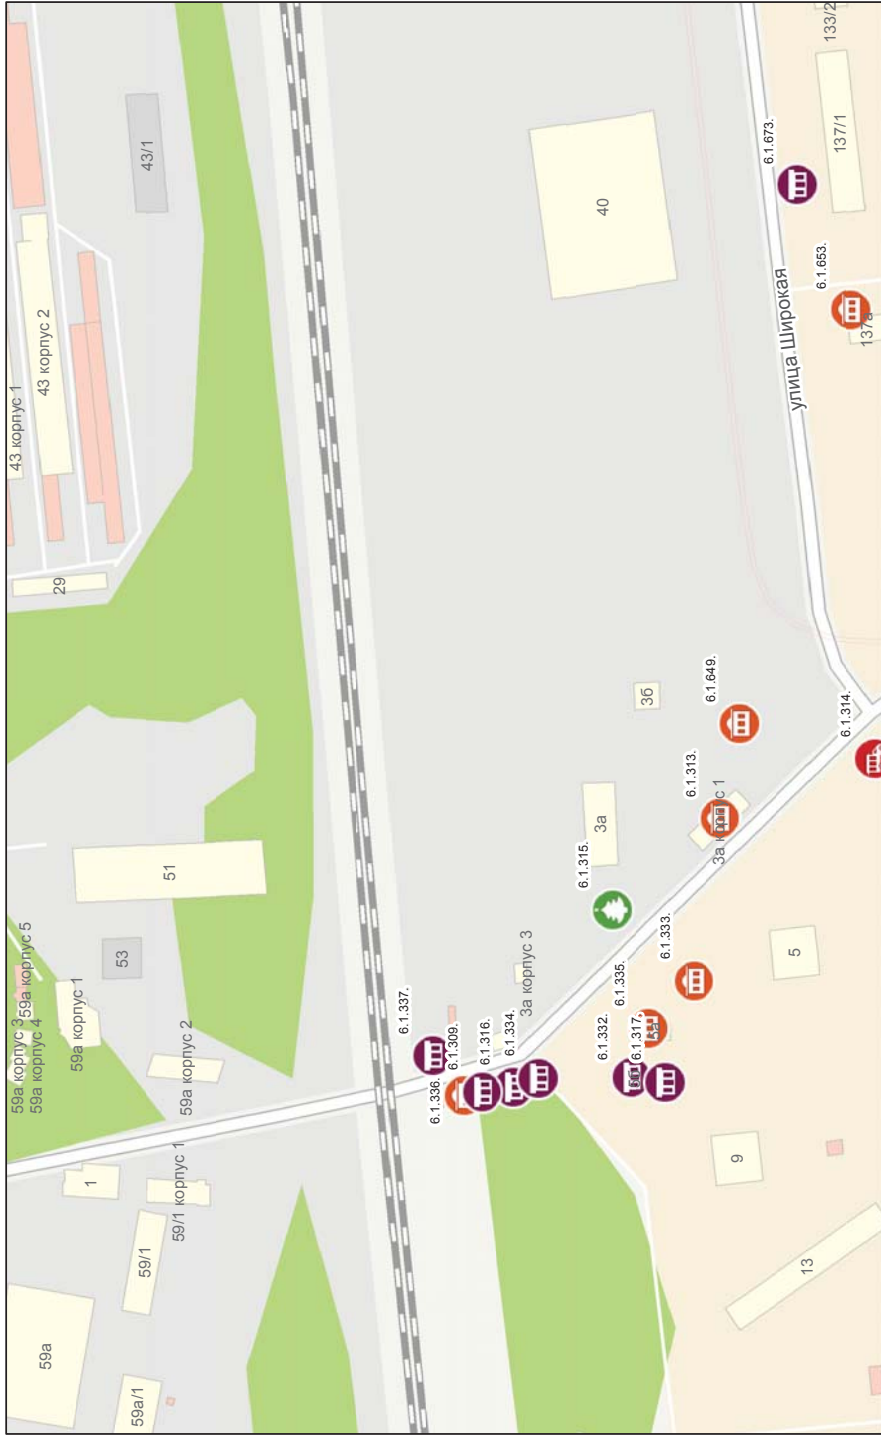 133/2
137/1
6.1.673.
43/1
40
6.1.653.
137а
улица Широкая
43 корпус 2
43 корпус 1
29
3б
6.1.649.
6.1.314.
6.1.313.
3а корпус 1
3а
6.1.315.
51
53
59а корпус 5
59а корпус 3
59а корпус 4
59а корпус 1
59а корпус 2
3а корпус 3
6.1.333.
5
6.1.335.
5а
6.1.332.
6.1.317.
6.1.337.
6.1.309.
6.1.316.
6.1.334.
6.1.336.
9
1
59/1 корпус 1
59/1
13
59а
59а/1